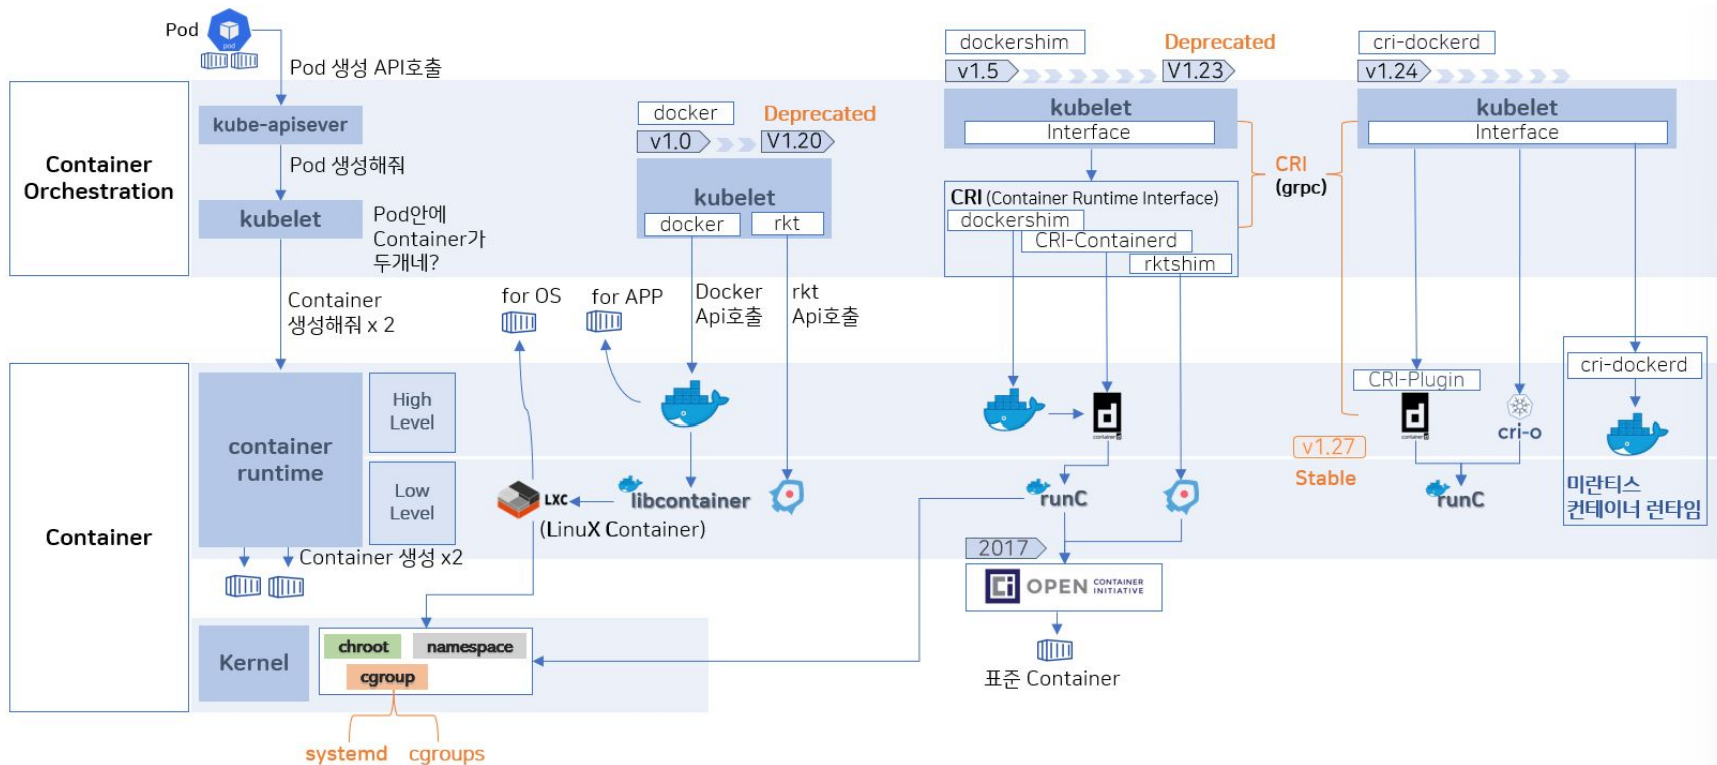 Pod
pod
Pod 생성 API호출
Container
Orchestration
kube-apisever
Pod 생성해줘
kubelet
Pod안에
Container가
두개네?
Container
생성해줘 x 2
docker
Deprecated
v1.0
V1.20
kubelet
docker
rkt
Docker
Api호출
rkt
Api호출
for OS
for APP
dockershim
Deprecated
v1.5
V1.23
kubelet
Interface
CRI (Container Runtime Interface)
dockershim
CRI-Containerd
rktshim
CRI
(grpc)
cri-dockerd
v1.24
kubelet
Interface
Container
container
runtime
High
Level
Low
Level
Container 생성 x2
LXC
(LinuX Container)
libcontainer
containerd
runC
2017
OPEN CONTAINER
INITIATIVE
표준 Container
CRI-Plugin
containerd
cri-o
v1.27
Stable
runC
cri-dockerd
미란티스
컨테이너 런타임
Kernel
chroot
namespace
cgroup
systemd
cgroups